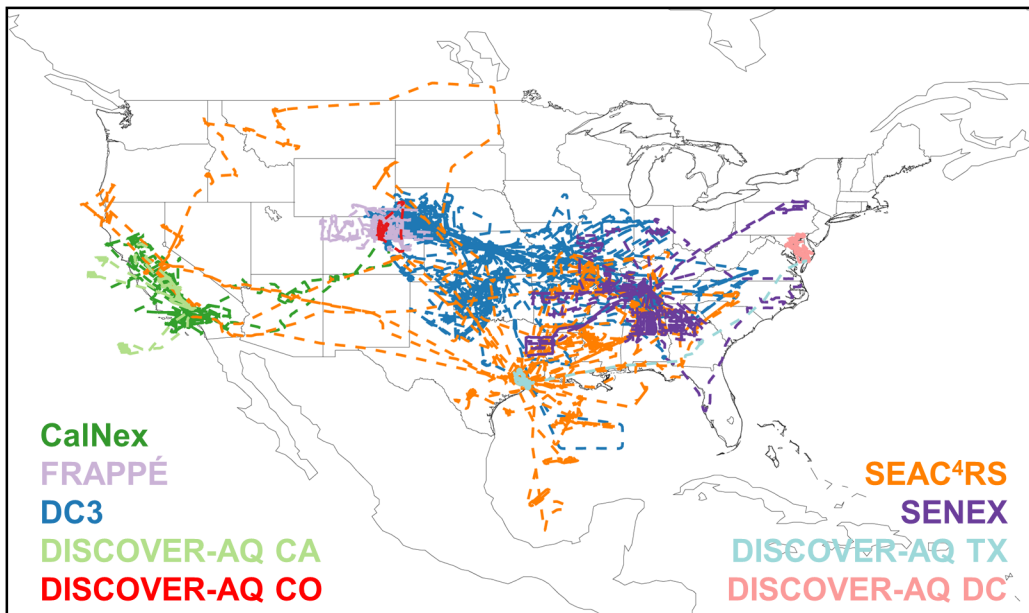 CalNex
FRAPPÉ
DC3
DISCOVER-AQ CA
DISCOVER-AQ CO
SEAC⁴RS
SENEX
DISCOVER-AQ TX
DISCOVER-AQ DC